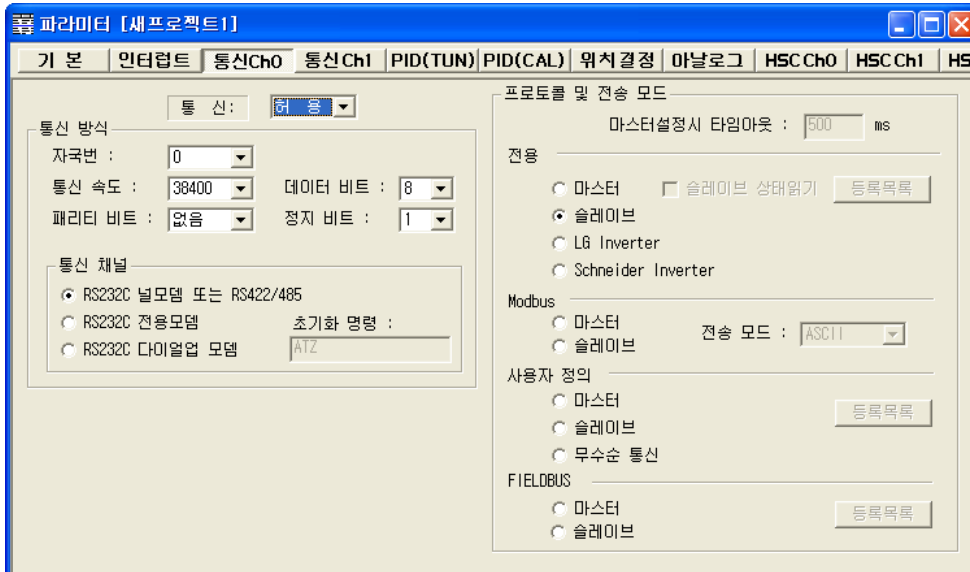 파라미터 [새프로젝트1]
기 본 인터럽트 통신Ch0 통신Ch1 PID(TUN) PID(CAL) 위치결정 아날로그 HSC Ch0 HSC Ch1 HS
통 신: 허 용
통신 방식
자국번 : 0
통신 속도 : 38400 데이터 비트 : 8
패리티 비트 : 없음 정지 비트 : 1
통신 채널
RS232C 널모뎀 또는 RS422/485
RS232C 전용모뎀 초기화 명령 :
RS232C 다이얼업 모뎀 ATZ
프로토콜 및 전송 모드
마스터설정시 타임아웃 : 500 ms
전용
마스터 슬레이브 상태읽기 등록목록
슬레이브
LG Inverter
Schneider Inverter
Modbus
마스터 전송 모드 : ASCII
슬레이브
사용자 정의
마스터 등록목록
슬레이브
무수순 통신
FIELDBUS
마스터 등록목록
슬레이브